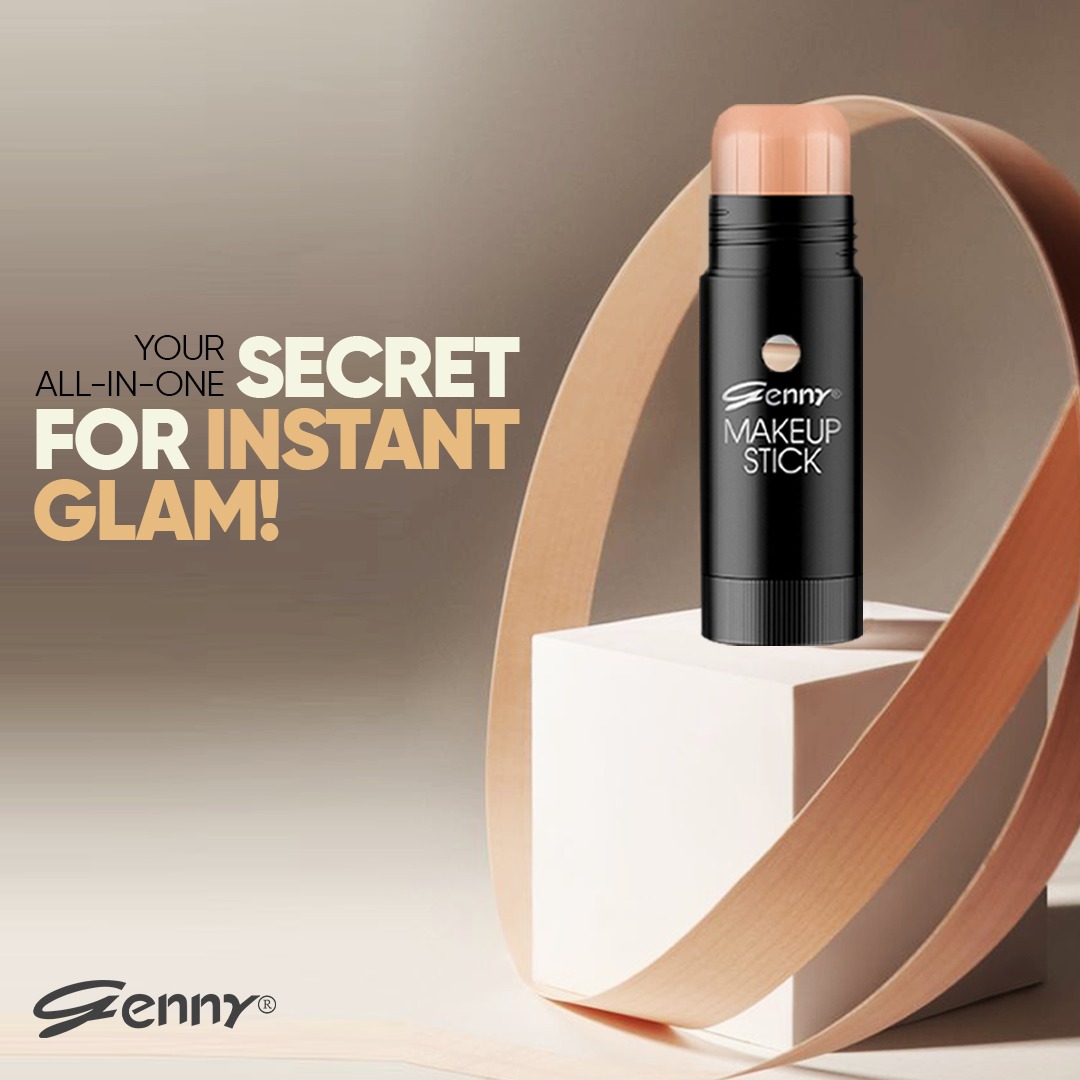 YOUR
ALL-IN-ONE SECRET
FOR INSTANT
GLAM!
Genny®
MAKEUP
STICK
Genny®